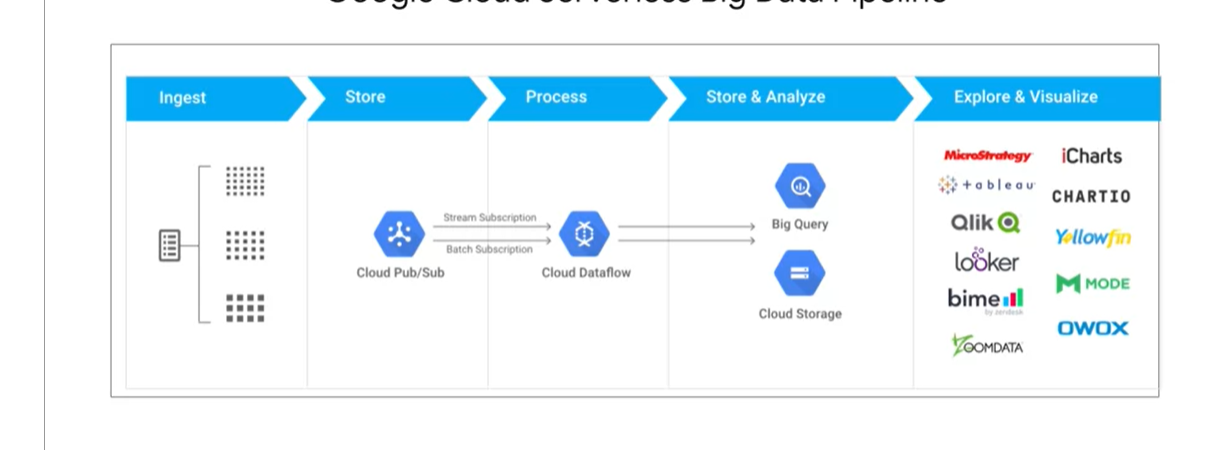 Google Cloud Serverless Big Data Pipeline
Ingest
Store
Process
Store & Analyze
Explore & Visualize
Stream Subscription
Batch Subscription
Cloud Pub/Sub
Cloud Dataflow
Big Query
Cloud Storage
MicroStrategy
iCharts
+ableau
CHARTIO
Qlik
Yellowfin
looker
MODE
bime
by zendesk
OWOX
ZOOMDATA